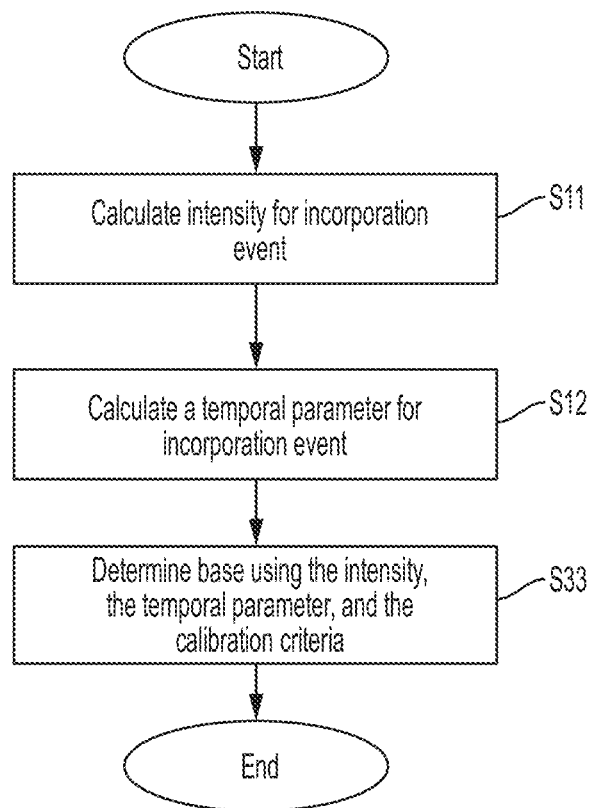 Start
Calculate intensity for incorporation
event
S11
Calculate a temporal parameter for
incorporation event
S12
Determine base using the intensity,
the temporal parameter, and the
calibration criteria
S33
End